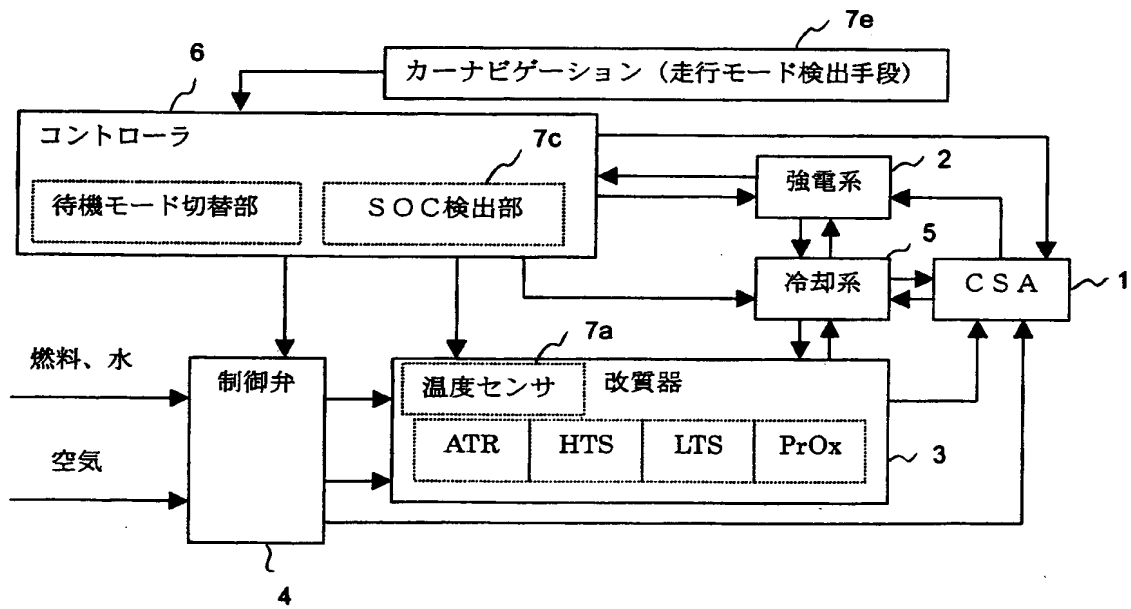 7e
カーナビゲーション（走行モード検出手段）
6
コントローラ
7c
待機モード切替部
ＳＯＣ検出部
2
強電系
5
冷却系
ＣＳＡ
1
燃料、水
空気
制御弁
4
7a
温度センサ
改質器
ATR
HTS
LTS
PrOx
3